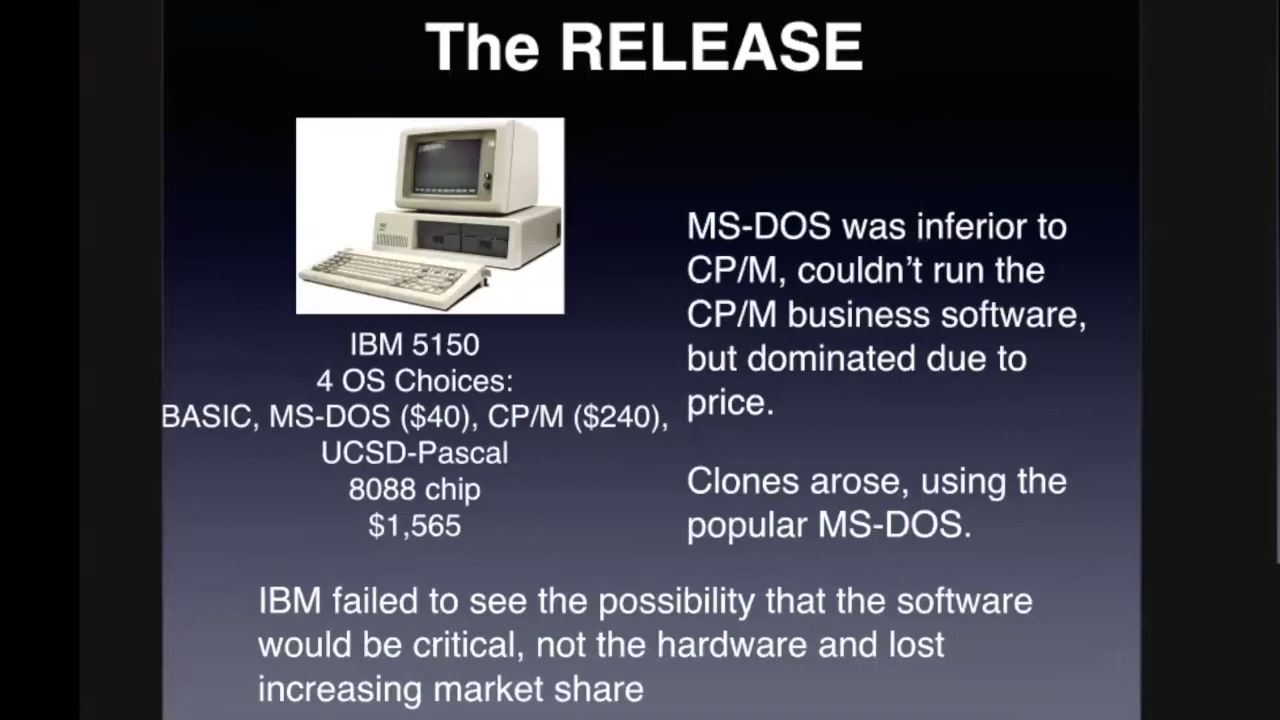 The RELEASE
IBM 5150
4 OS Choices:
BASIC, MS-DOS ($40), CP/M ($240),
UCSD-Pascal
8088 chip
$1,565
MS-DOS was inferior to
CP/M, couldn't run the
CP/M business software,
but dominated due to
price.
Clones arose, using the
popular MS-DOS.
IBM failed to see the possibility that the software
would be critical, not the hardware and lost
increasing market share